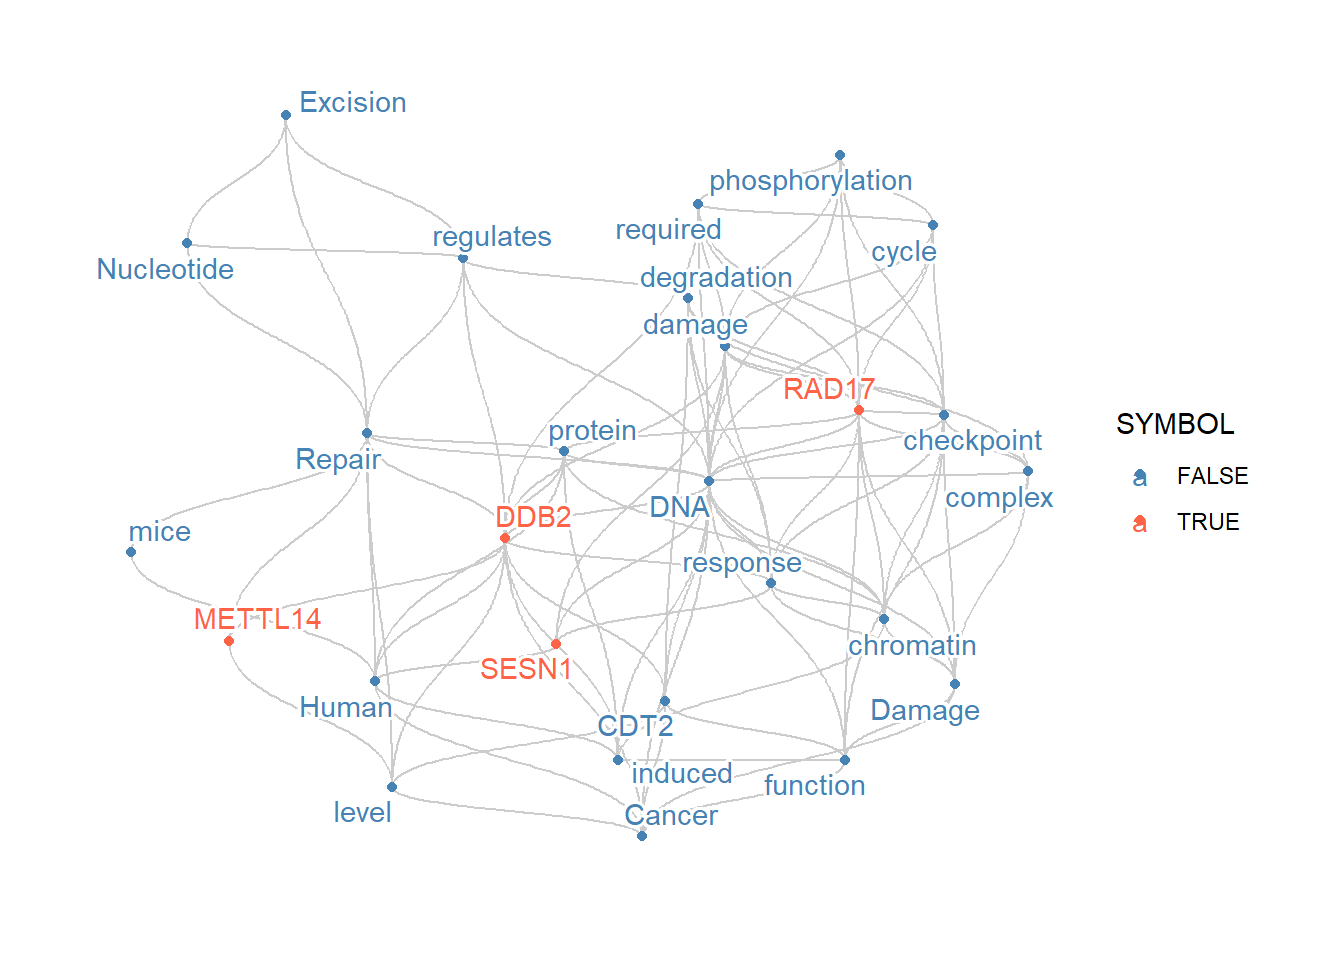 Excision
phosphorylation
required
regulates
cycle
Nucleotide
degradation
damage
RAD17
protein
checkpoint
Repair
complex
DNA
DDB2
mice
response
METTL14
chromatin
SESN1
Human
Damage
CDT2
induced
function
level
Cancer
SYMBOL
a FALSE
a TRUE